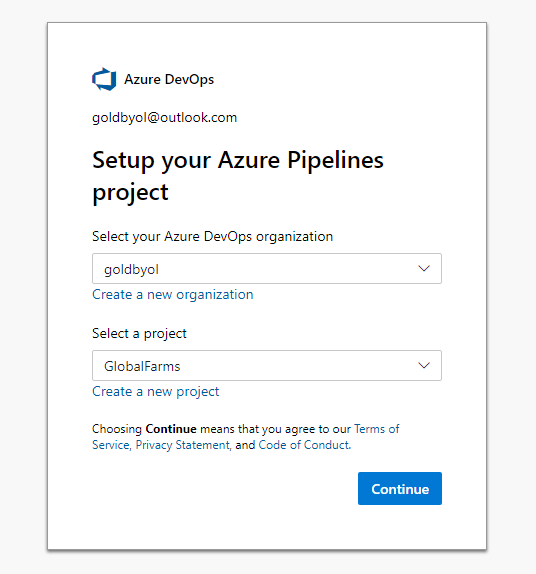 Azure DevOps
goldbyol@outlook.com
Setup your Azure Pipelines
project
Select your Azure DevOps organization
goldbyol
Create a new organization
Select a project
GlobalFarms
Create a new project
Choosing Continue means that you agree to our Terms of
Service, Privacy Statement, and Code of Conduct.
Continue